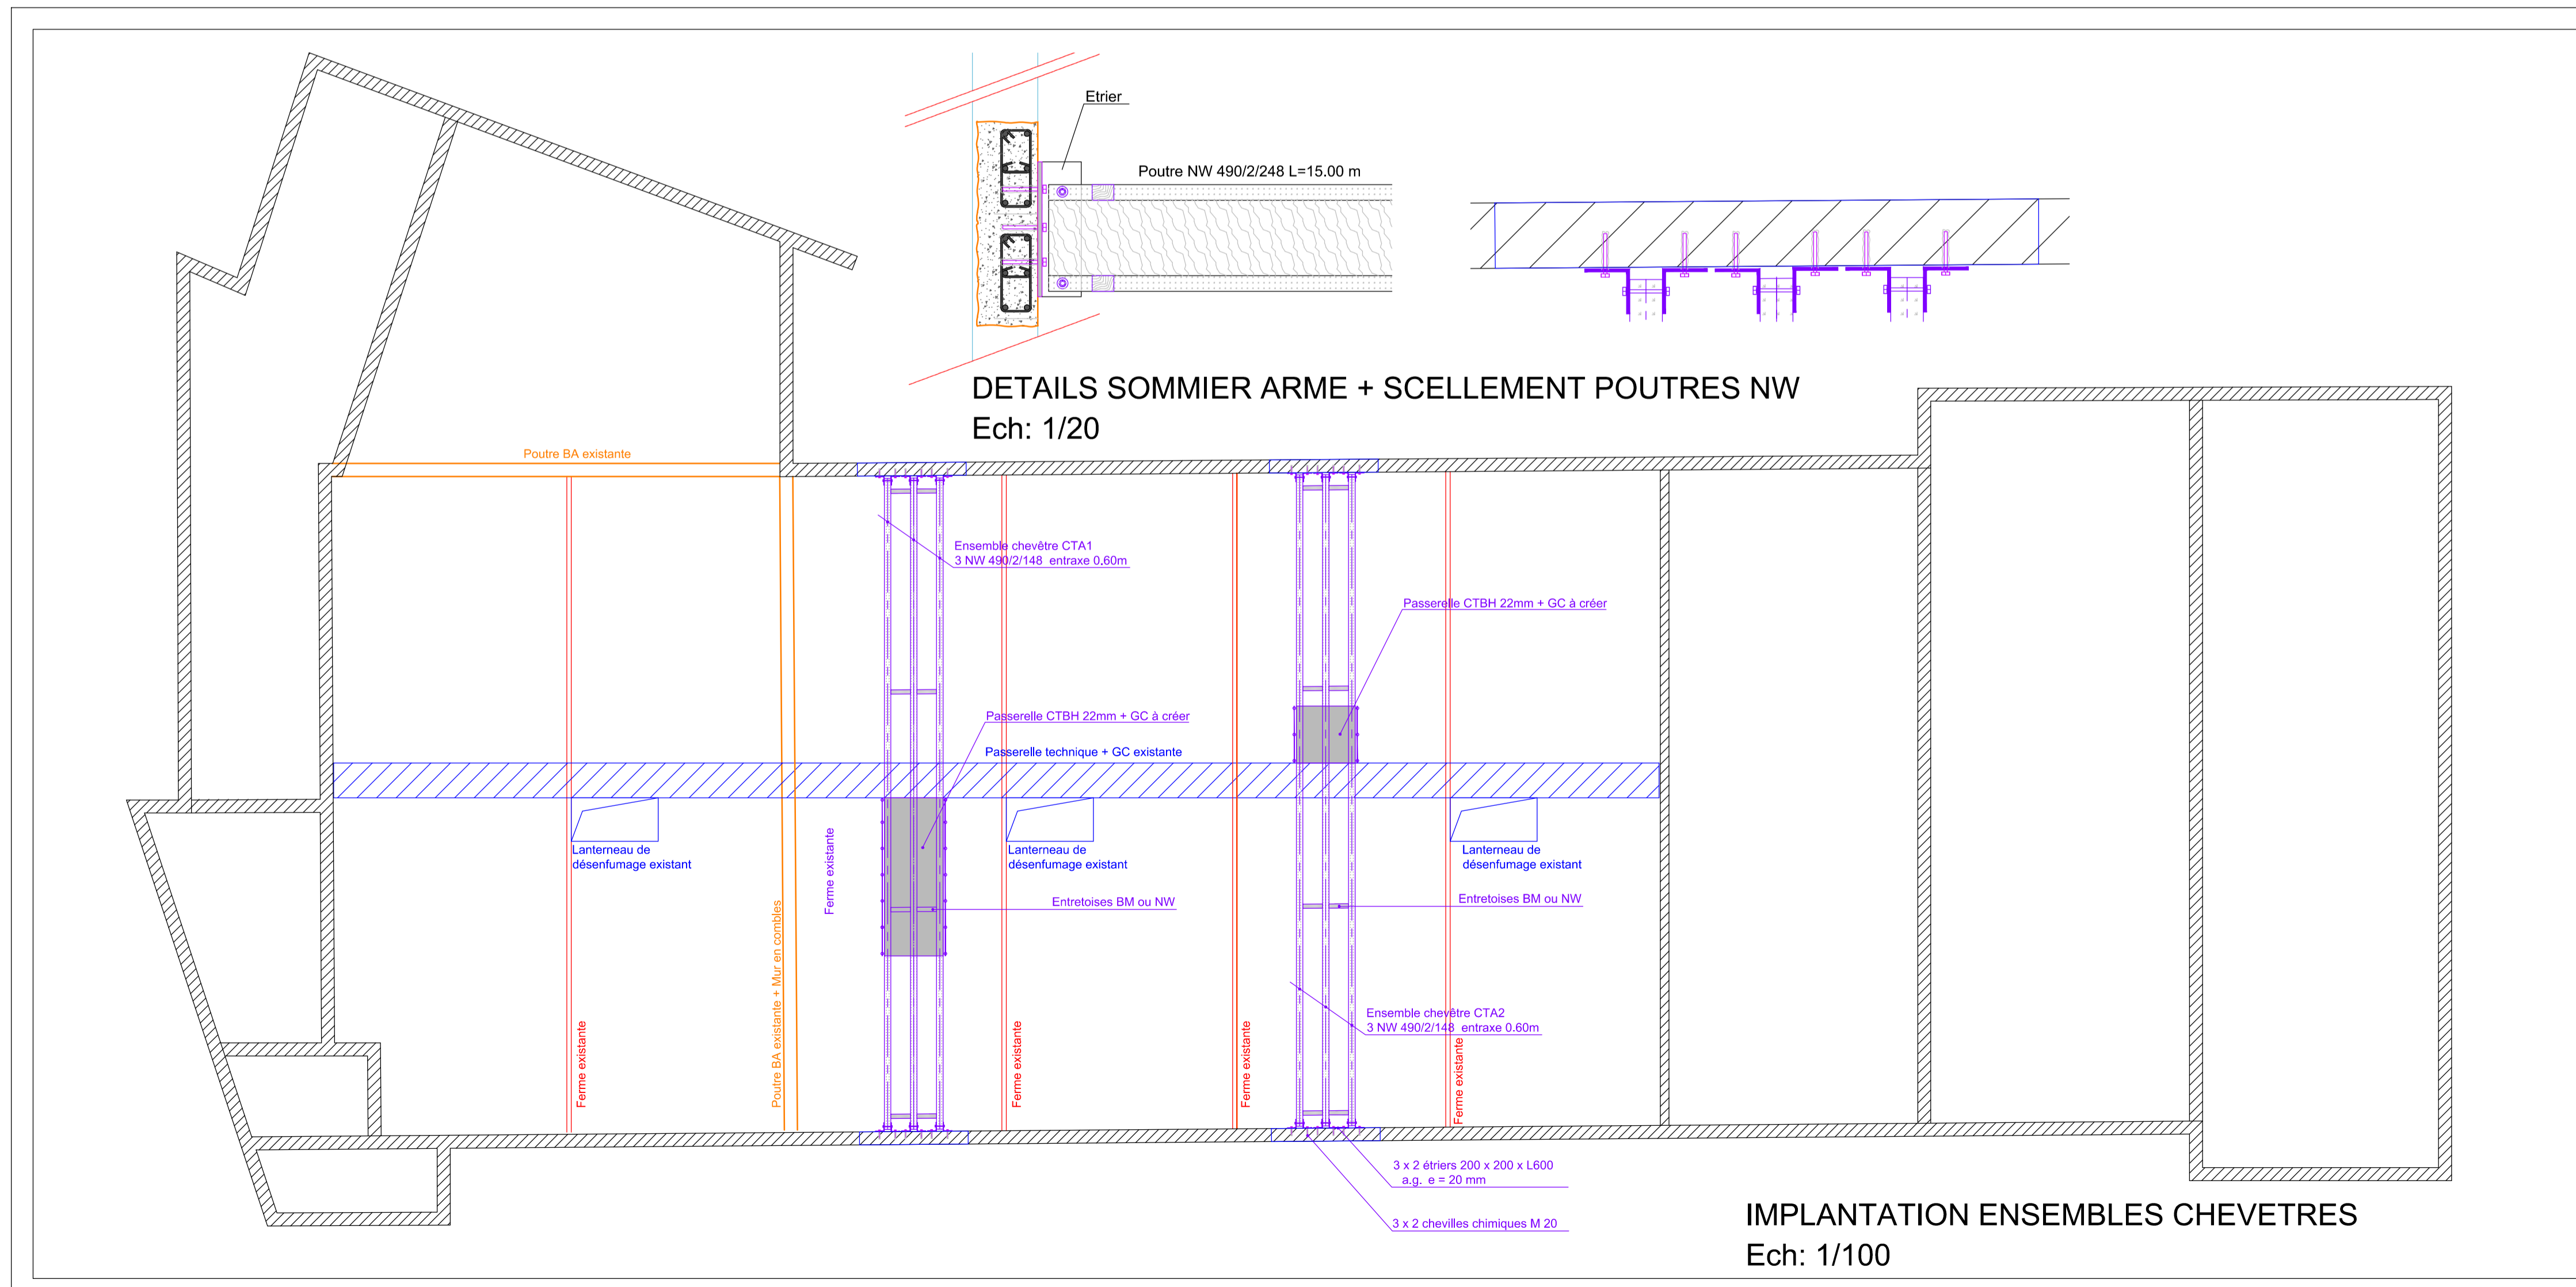 Etrier
Poutre NW 490/2/248 L=15.00 m
DETAILS SOMMIER ARME + SCELLEMENT POUTRES NW
Ech: 1/20
Poutre BA existante
Ensemble chevêtre CTA1
3 NW 490/2/148 entraxe 0.60m
Passerelle CTBH 22mm + GC à créer
Passerelle CTBH 22mm + GC à créer
Passerelle technique + GC existante
Lanterneau de
désenfumage existant
Lanterneau de
désenfumage existant
Lanterneau de
désenfumage existant
Ferme existante
Entretoises BM ou NW
Entretoises BM ou NW
Poutre BA existante + Mur en combles
Ferme existante
Ferme existante
Ferme existante
Ferme existante
Ensemble chevêtre CTA2
3 NW 490/2/148 entraxe 0.60m
3 x 2 étriers 200 x 200 x L600
a.g. e = 20 mm
3 x 2 chevilles chimiques M 20
IMPLANTATION ENSEMBLES CHEVETRES
Ech: 1/100